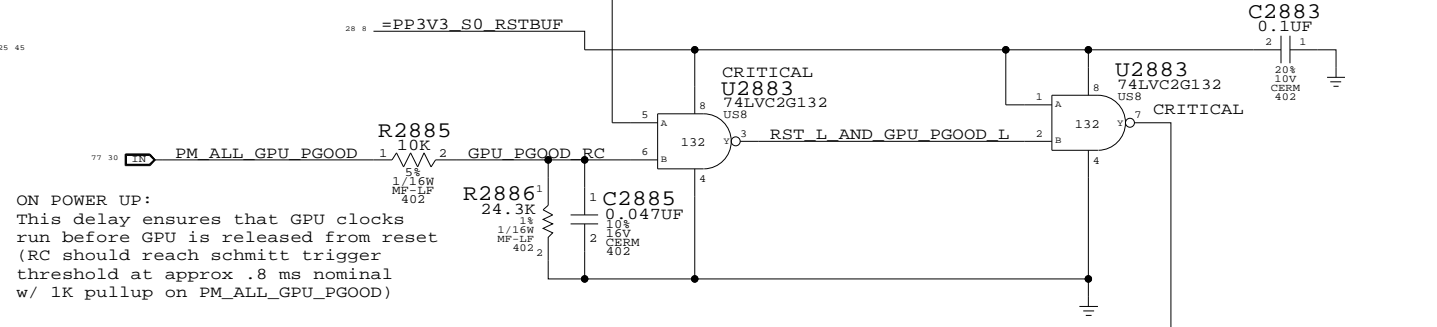 C2883
0.1UF
2 1
20%
10V
CERM
402
28 8 =PP3V3_S0_RSTBUF
25 45
CRITICAL
U2883
74LVC2G132
US8
8
5 A
132
Y 3
6 B
4
RST_L_AND_GPU_PGOOD_L
U2883
74LVC2G132
US8
CRITICAL
8
1 A
132
Y 7
2 B
4
77 30 IN PM_ALL_GPU_PGOOD
R2885
10K
1 2
5%
1/16W
MF-LF
402
GPU_PGOOD_RC
R2886
24.3K
1%
1/16W
MF-LF
402
1
2
C2885
0.047UF
10%
16V
CERM
402
1
2
ON POWER UP:
This delay ensures that GPU clocks
run before GPU is released from reset
(RC should reach schmitt trigger
threshold at approx .8 ms nominal
w/ 1K pullup on PM_ALL_GPU_PGOOD)